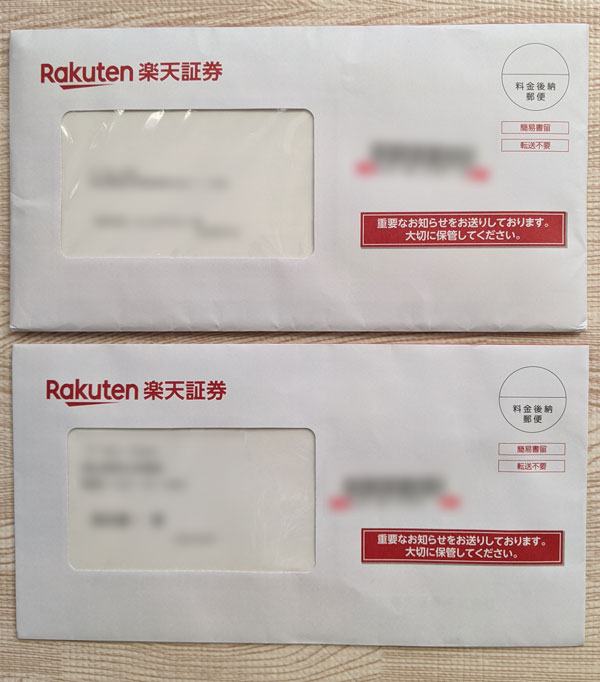 Rakuten 楽天証券
料金後納
郵便
簡易書留
転送不要
重要なお知らせをお送りしております。
大切に保管してください。
Rakuten 楽天証券
料金後納
郵便
簡易書留
転送不要
重要なお知らせをお送りしております。
大切に保管してください。